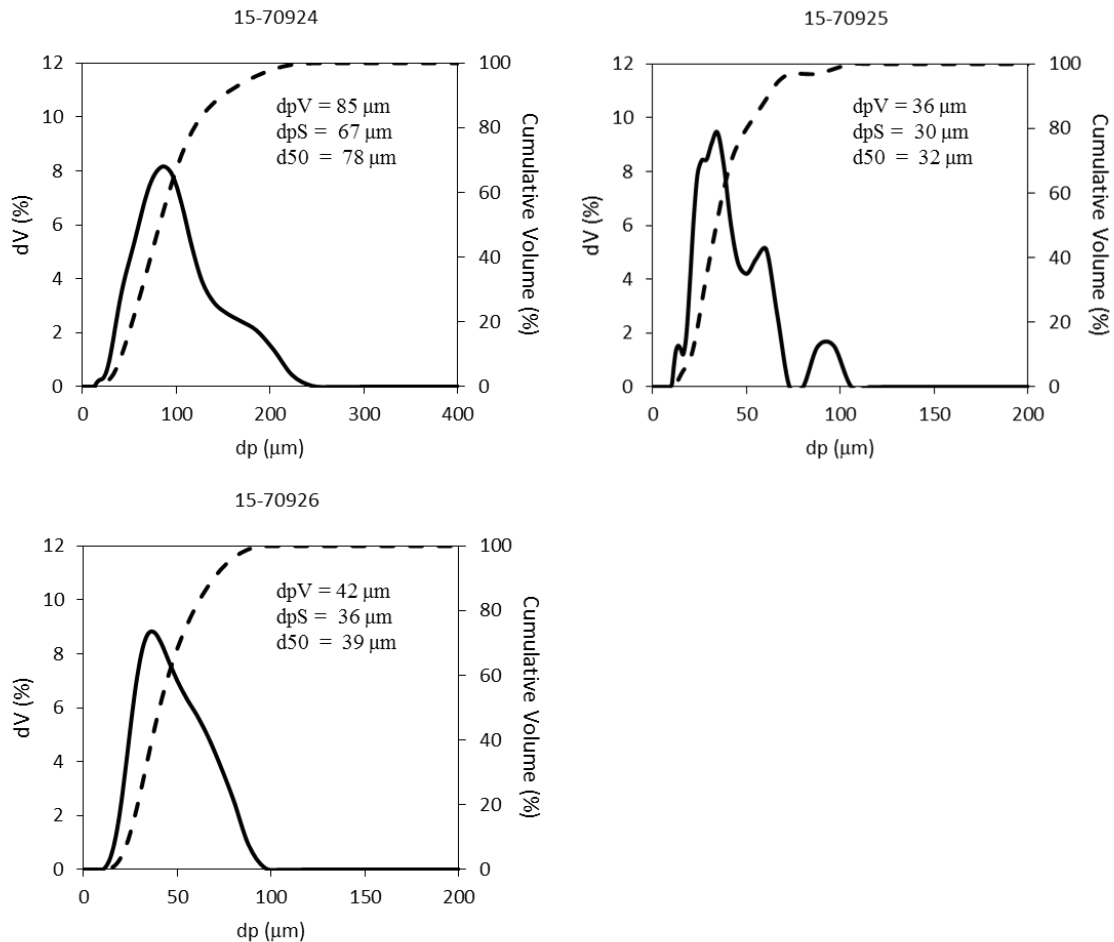 15-70924
12
10
8
6
4
2
0
dV (%)
dpV = 85 µm
dpS = 67 µm
d50 = 78 µm
100
80
60
40
20
0
Cumulative Volume (%)
0 100 200 300 400
dp (µm)
15-70925
12
10
8
6
4
2
0
dV (%)
dpV = 36 µm
dpS = 30 µm
d50 = 32 µm
100
80
60
40
20
0
Cumulative Volume (%)
0 50 100 150 200
dp (µm)
15-70926
12
10
8
6
4
2
0
dV (%)
dpV = 42 µm
dpS = 36 µm
d50 = 39 µm
100
80
60
40
20
0
Cumulative Volume (%)
0 50 100 150 200
dp (µm)